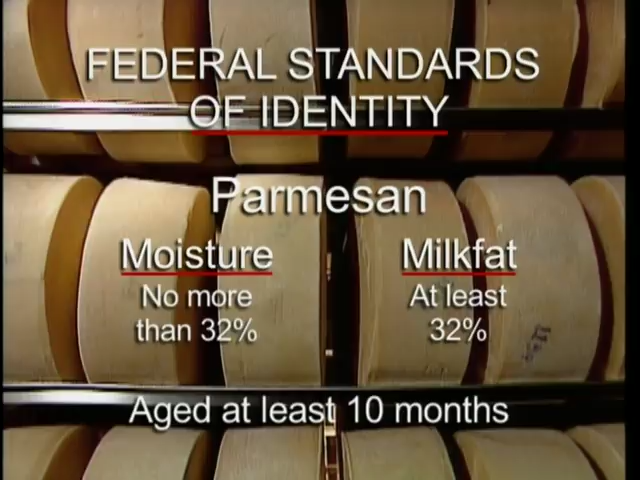 FEDERAL STANDARDS
OF IDENTITY
Parmesan
Moisture
No more
than 32%
Milkfat
At least
32%
Aged at least 10 months